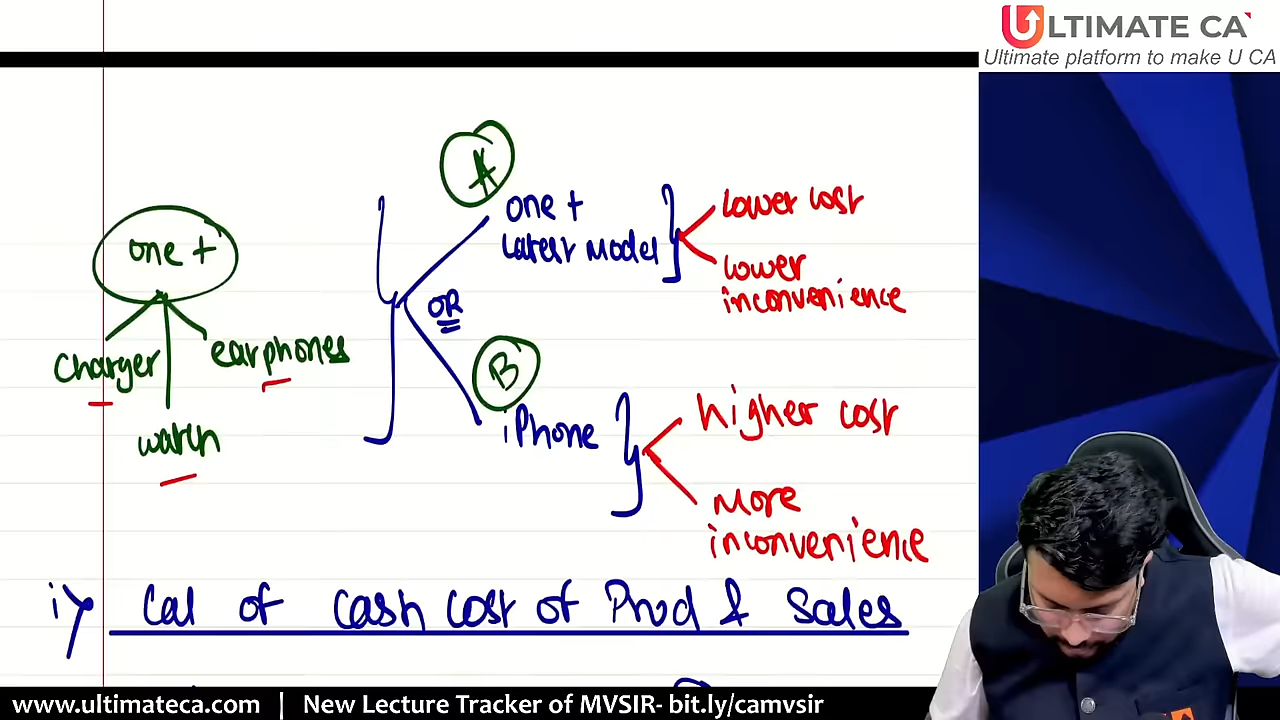 ULTIMATE CA
Ultimate platform to make U CA
A
one +
Latest Model
Lower cost
Lower
inconvenience
one +
OR
charger
earphones
watch
B
iPhone
higher cost
More
inconvenience
i) Cal of cash cost of Prod & Sales
www.ultimateca.com | New Lecture Tracker of MVSIR- bit.ly/camvsir